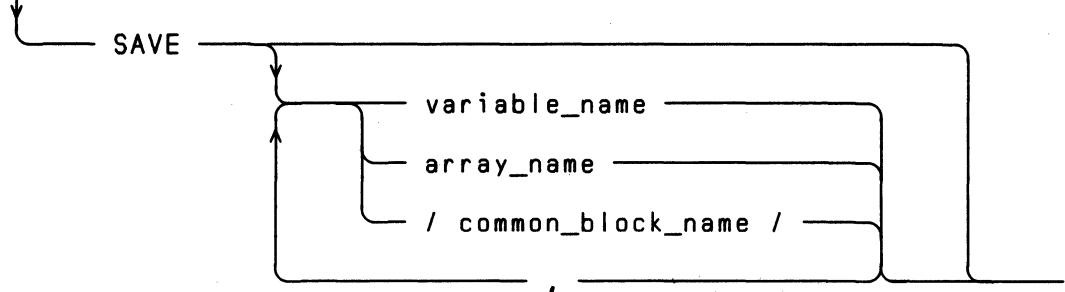 SAVE
variable_name
array_name
/ common_block_name /
,